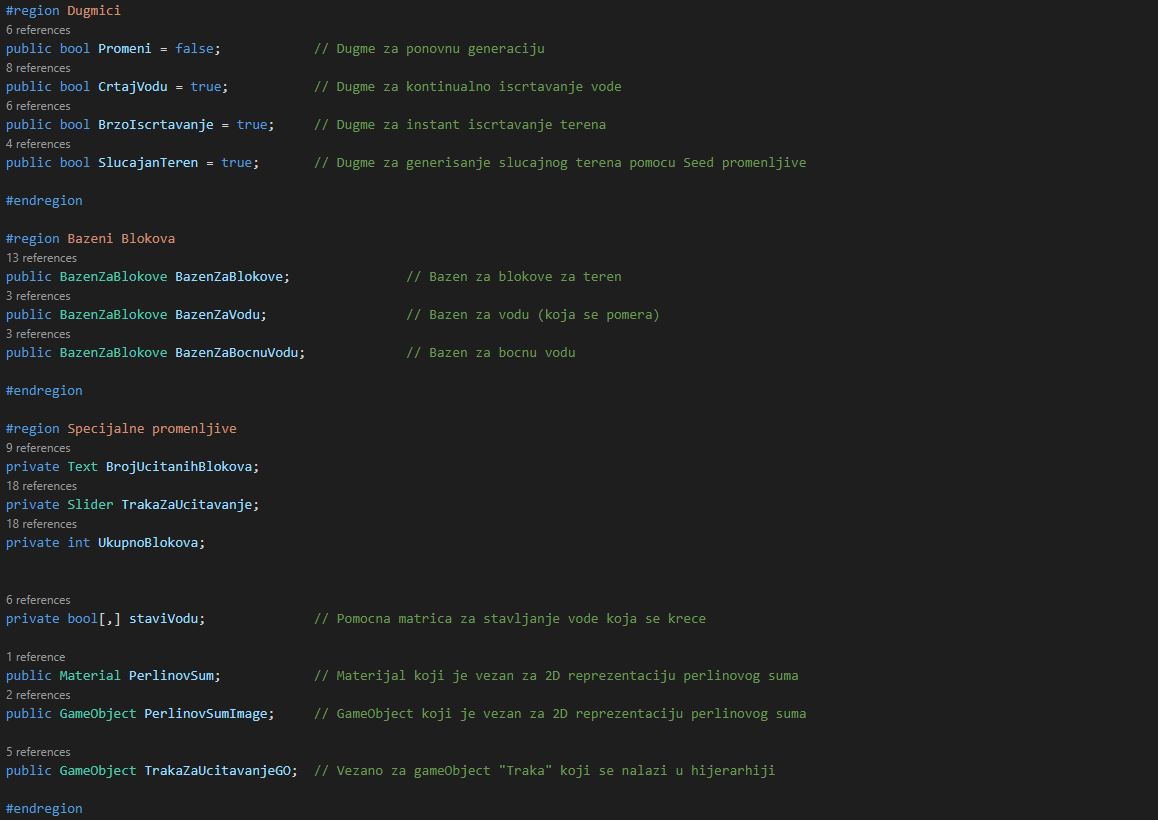 #region Dugmici
6 references
public bool Promeni = false; // Dugme za ponovnu generaciju
8 references
public bool CrtajVodu = true; // Dugme za kontinualno iscrtavanje vode
6 references
public bool BrzoIscrtavanje = true; // Dugme za instant iscrtavanje terena
4 references
public bool SlucajanTeren = true; // Dugme za generisanje slucajnog terena pomocu Seed promenljive
#endregion
#region Bazeni Blokova
13 references
public BazenZaBlokove BazenZaBlokove; // Bazen za blokove za teren
3 references
public BazenZaBlokove BazenZaVodu; // Bazen za vodu (koja se pomera)
3 references
public BazenZaBlokove BazenZaBocnuVodu; // Bazen za bocnu vodu
#endregion
#region Specijalne promenljive
9 references
private Text BrojUcitanihBlokova;
18 references
private Slider TrakaZaUcitavanje;
18 references
private int UkupnoBlokova;
6 references
private bool[,] staviVodu; // Pomocna matrica za stavljanje vode koja se krece
1 reference
public Material PerlinovSum; // Materijal koji je vezan za 2D reprezentaciju perlinovog suma
2 references
public GameObject PerlinovSumImage; // GameObject koji je vezan za 2D reprezentaciju perlinovog suma
5 references
public GameObject TrakaZaUcitavanjeGO; // Vezano za gameObject "Traka" koji se nalazi u hijerarhiji
#endregion